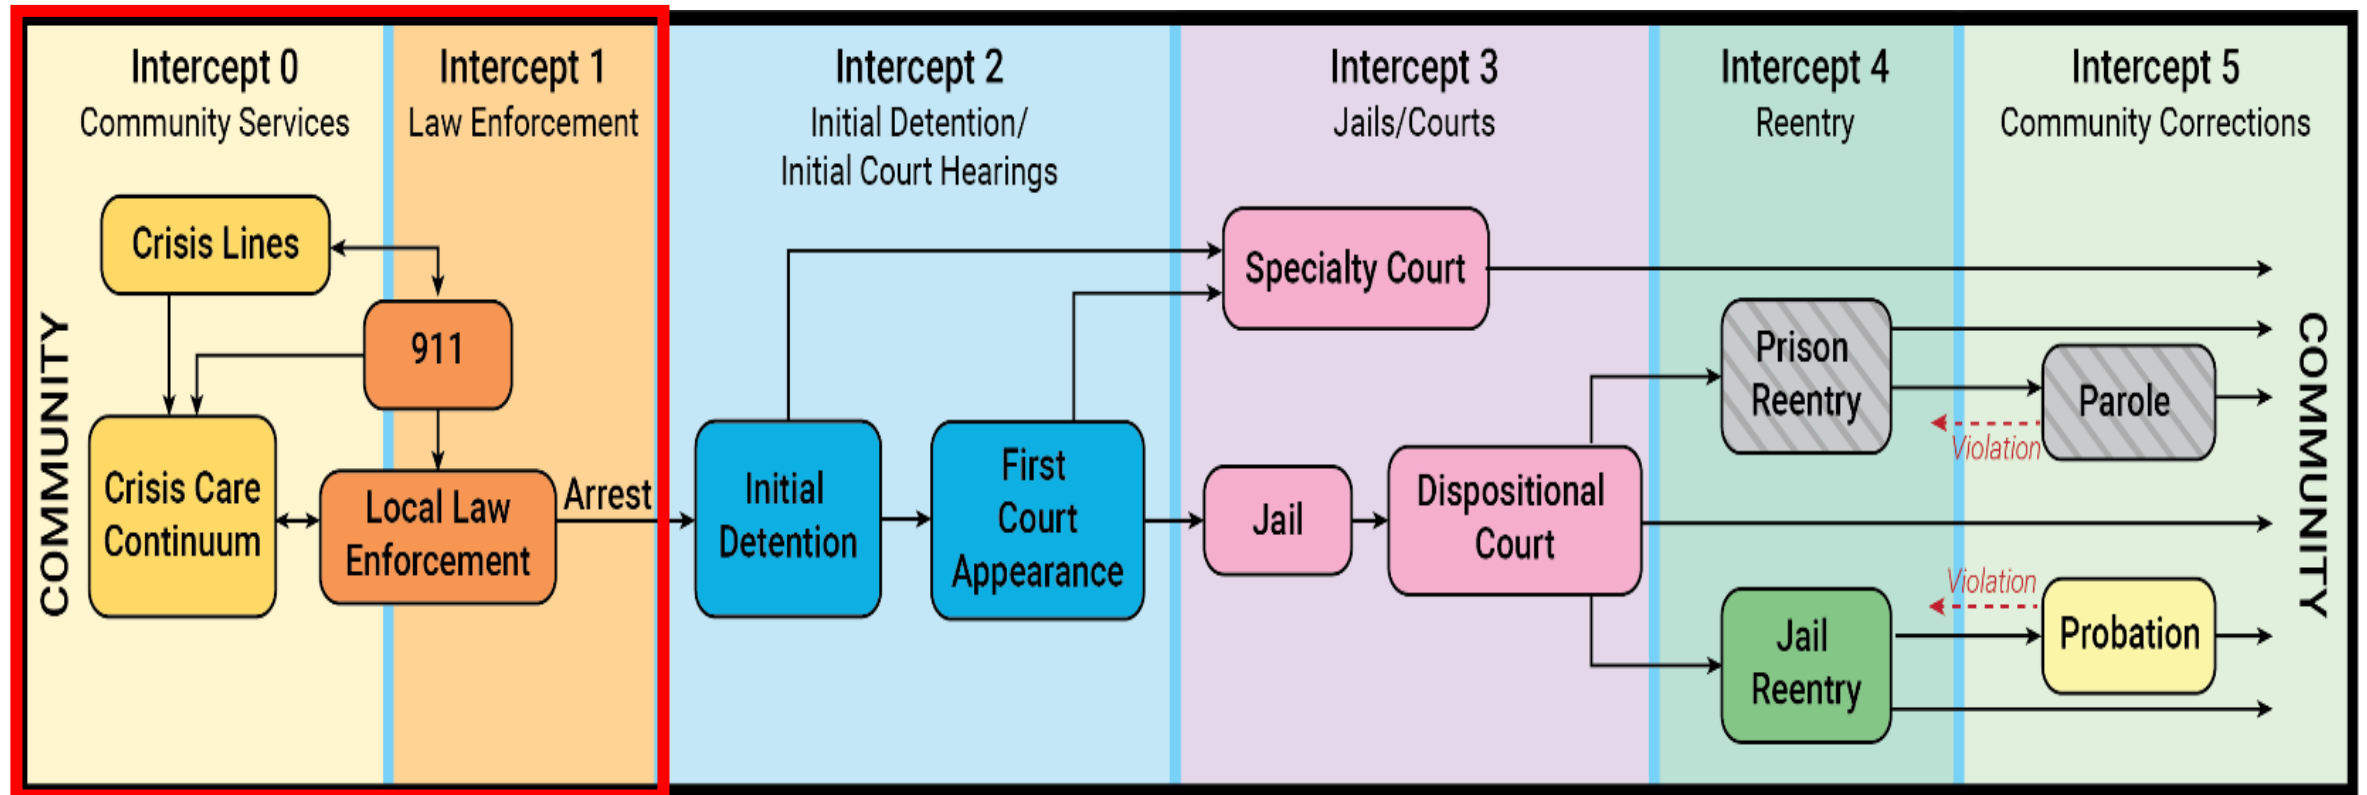 Intercept 0
Community Services
Intercept 1
Law Enforcement
Intercept 2
Initial Detention/
Initial Court Hearings
Intercept 3
Jails/Courts
Intercept 4
Reentry
Intercept 5
Community Corrections
COMMUNITY
Crisis Lines
911
Crisis Care
Continuum
Local Law
Enforcement
Arrest
Initial
Detention
First
Court
Appearance
Specialty Court
Jail
Dispositional
Court
Prison
Reentry
Parole
Violation
Jail
Reentry
Violation
Probation
COMMUNITY